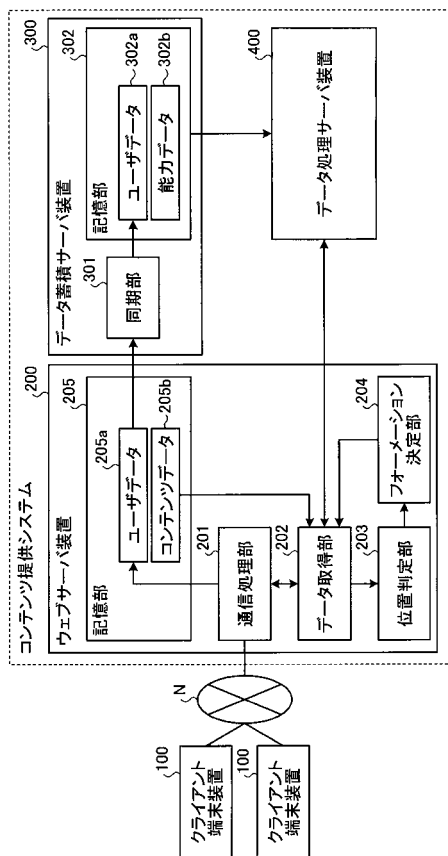 コンテンツ提供システム
ウェブサーバ装置
200
記憶部
205
205a
ユーザデータ
コンテンツデータ
205b
通信処理部
201
データ取得部
202
位置判定部
203
フォーメーション
決定部
204
データ蓄積サーバ装置
300
同期部
301
記憶部
302
ユーザデータ
302a
能力データ
302b
データ処理サーバ装置
400
N
100
クライアント
端末装置
100
クライアント
端末装置